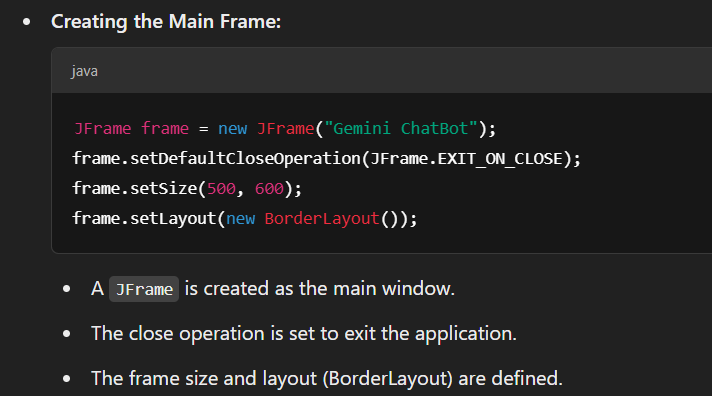 Creating the Main Frame:
java
JFrame frame = new JFrame("Gemini ChatBot");
frame.setDefaultCloseOperation(JFrame.EXIT_ON_CLOSE);
frame.setSize(500, 600);
frame.setLayout(new BorderLayout());
A JFrame is created as the main window.
The close operation is set to exit the application.
The frame size and layout (BorderLayout) are defined.